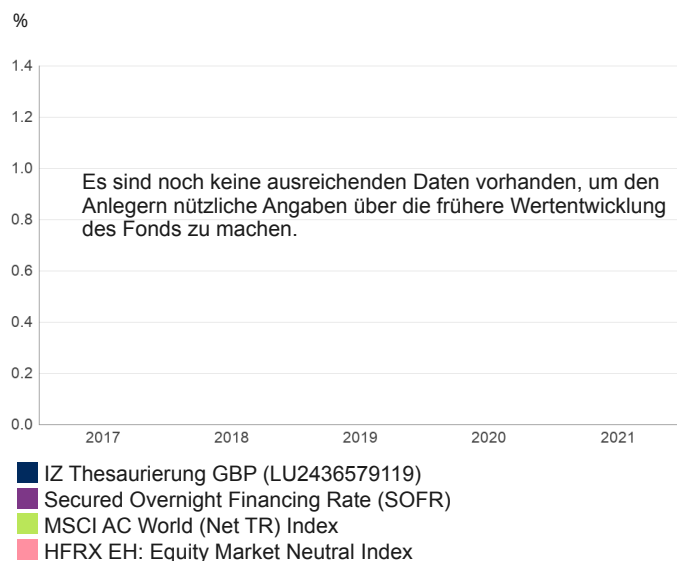 %
1.4
1.2
1.0
Es sind noch keine ausreichenden Daten vorhanden, um den
Anlegern nützliche Angaben über die frühere Wertentwicklung
des Fonds zu machen.
0.8
0.6
0.4
0.2
0.0
2017 2018 2019 2020 2021
IZ Thesaurierung GBP (LU2436579119)
Secured Overnight Financing Rate (SOFR)
MSCI AC World (Net TR) Index
HFRX EH: Equity Market Neutral Index